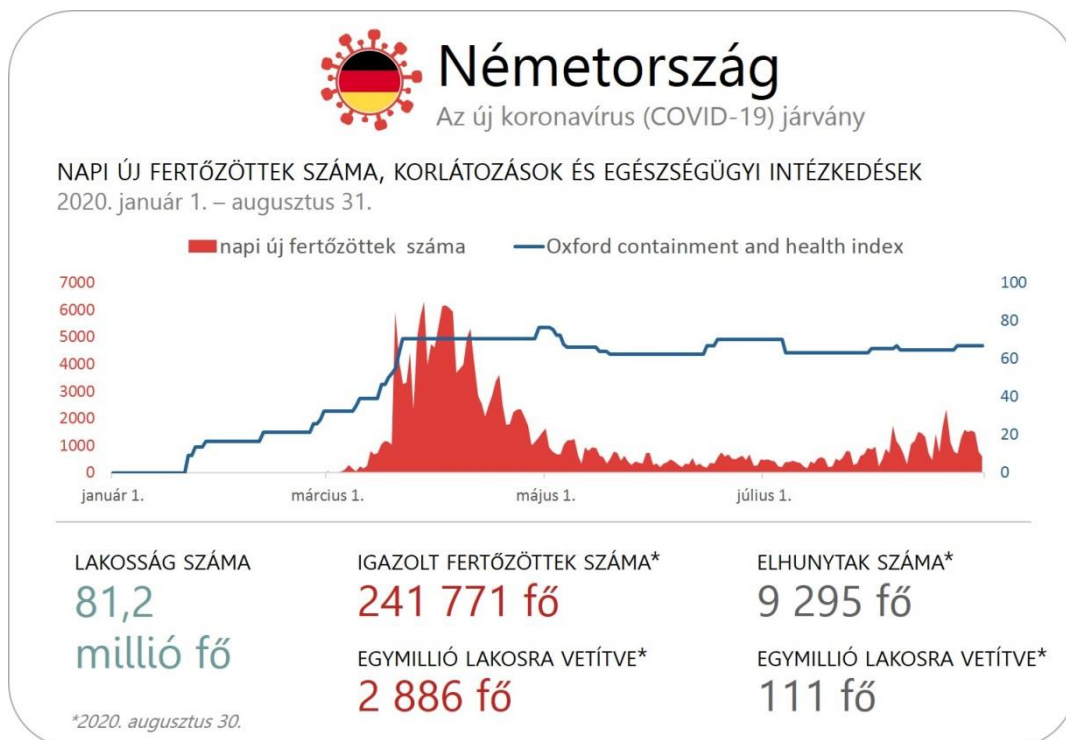 Németország
Az új koronavírus (COVID-19) járvány
NAPI ÚJ FERTŐZÖTTEK SZÁMA, KORLÁTOZÁSOK ÉS EGÉSZSÉGÜGYI INTÉZKEDÉSEK
2020. január 1. – augusztus 31.
napi új fertőzöttek száma
Oxford containment and health index
7000
6000
5000
4000
3000
2000
1000
0
100
80
60
40
20
0
január 1.
március 1.
május 1.
július 1.
LAKOSSÁG SZÁMA
81,2
millió fő
*2020. augusztus 30.
IGAZOLT FERTŐZÖTTEK SZÁMA*
241 771 fő
EGYMILLIÓ LAKOSRA VETÍTVE*
2 886 fő
ELHUNYTAK SZÁMA*
9 295 fő
EGYMILLIÓ LAKOSRA VETÍTVE*
111 fő